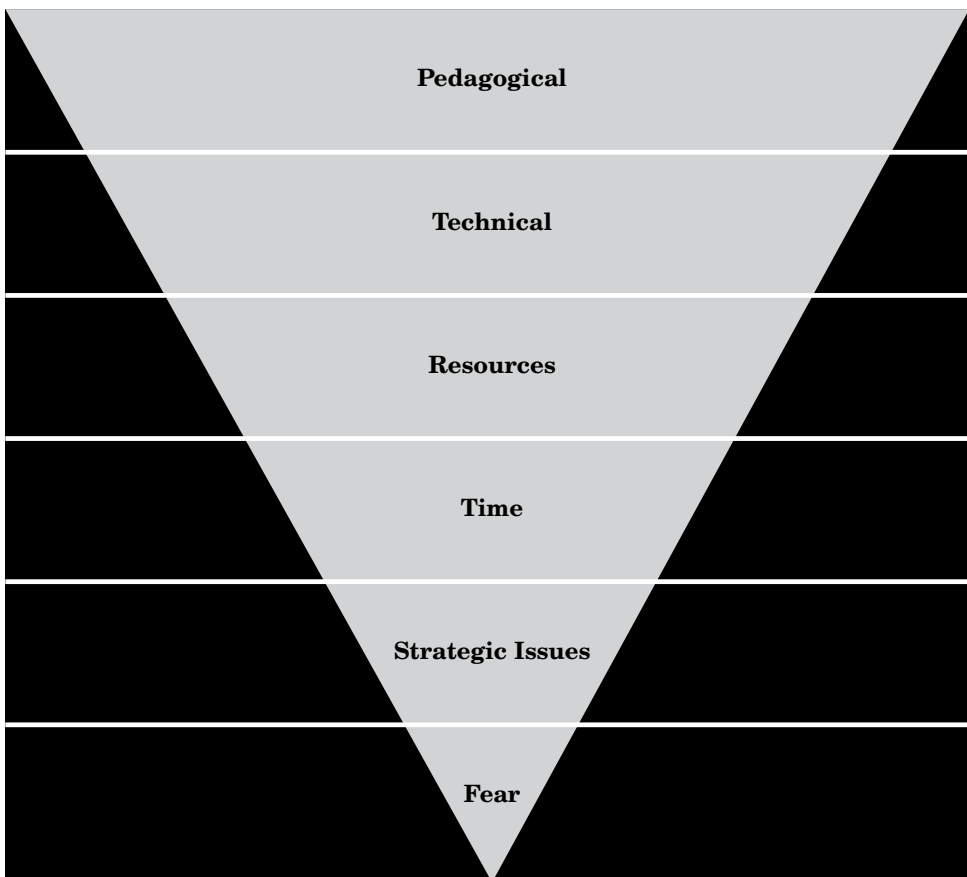 Pedagogical
Technical
Resources
Time
Strategic Issues
Fear